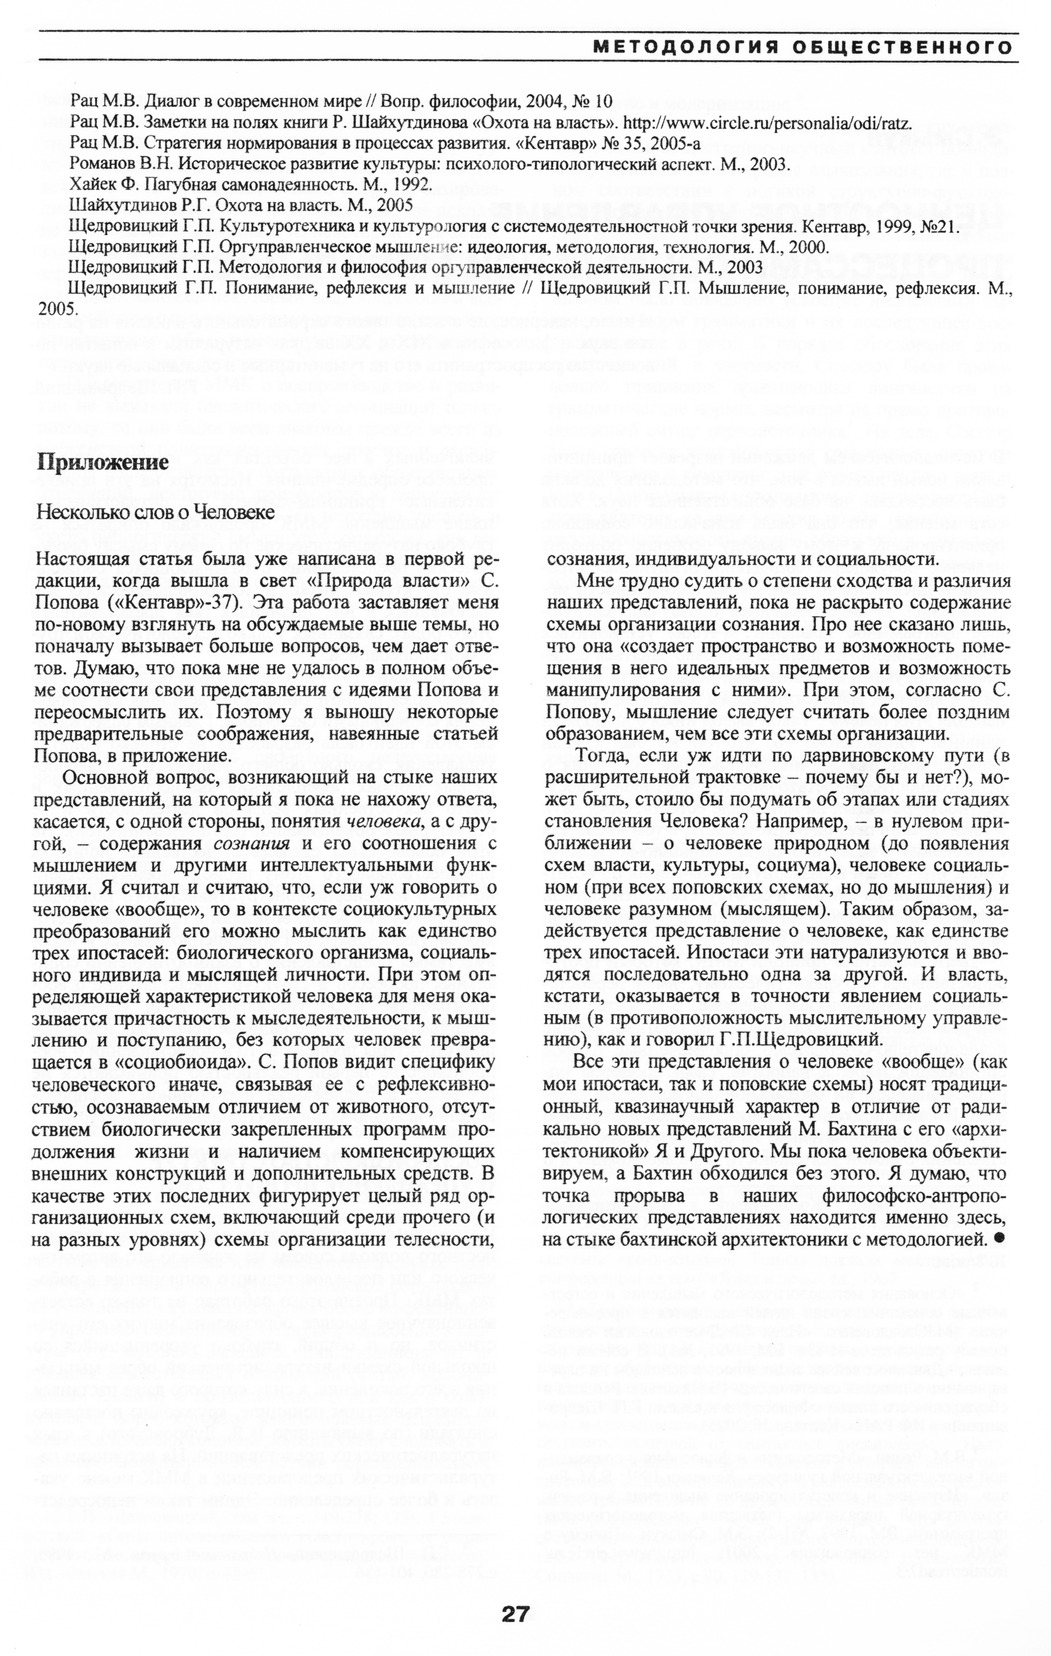 МЕТОДОЛОГИЯ ОБЩЕСТВЕННОГО
Рац М.В. Диалог в современном мире // Вопр. философии, 2004, № 10
Рац М.В. Заметки на полях книги Р. Шайхутдинова «Охота на власть». http://www.circle.ru/personalia/odi/ratz.
Рац М.В. Стратегия нормирования в процессах развития. «Кентавр» № 35, 2005-а
Романов В.Н. Историческое развитие культуры: психолого-типологический аспект. М., 2003.
Хайек Ф. Пагубная самонадеянность. М., 1992.
Шайхутдинов Р.Г. Охота на власть. М., 2005
Щедровицкий Г.П. Культуротехника и культурология с системодеятельностной точки зрения. Кентавр, 1999, №21.
Щедровицкий Г.П. Оргуправленческое мышление: идеология, методология, технология. М., 2000.
Щедровицкий Г.П. Методология и философия оргуправленческой деятельности. М., 2003
Щедровицкий Г.П. Понимание, рефлексия и мышление // Щедровицкий Г.П. Мышление, понимание, рефлексия. М.,
2005.
Приложение
Несколько слов о Человеке
Настоящая статья была уже написана в первой ре-
дакции, когда вышла в свет «Природа власти» С.
Попова («Кентавр»-37). Эта работа заставляет меня
по-новому взглянуть на обсуждаемые выше темы, но
поначалу вызывает больше вопросов, чем дает отве-
тов. Думаю, что пока мне не удалось в полном объе-
ме соотнести свои представления с идеями Попова и
переосмыслить их. Поэтому я выношу некоторые
предварительные соображения, навеянные статьей
Попова, в приложение.
Основной вопрос, возникающий на стыке наших
представлений, на который я пока не нахожу ответа,
касается, с одной стороны, понятия человека, а с дру-
гой, – содержания сознания и его соотношения с
мышлением и другими интеллектуальными функ-
циями. Я считал и считаю, что, если уж говорить о
человеке «вообще», то в контексте социокультурных
преобразований его можно мыслить как единство
трех ипостасей: биологического организма, социаль-
ного индивида и мыслящей личности. При этом оп-
ределяющей характеристикой человека для меня ока-
зывается причастность к мыследеятельности, к мыш-
лению и поступанию, без которых человек превра-
щается в «социобиоида». С. Попов видит специфику
человеческого иначе, связывая ее с рефлексивно-
стью, осознаваемым отличием от животного, отсут-
ствием биологически закрепленных программ про-
должения жизни и наличием компенсирующих
внешних конструкций и дополнительных средств. В
качестве этих последних фигурирует целый ряд ор-
ганизационных схем, включающий среди прочего (и
на разных уровнях) схемы организации телесности,
сознания, индивидуальности и социальности.
Мне трудно судить о степени сходства и различия
наших представлений, пока не раскрыто содержание
схемы организации сознания. Про нее сказано лишь,
что она «создает пространство и возможность поме-
щения в него идеальных предметов и возможность
манипулирования с ними». При этом, согласно С.
Попову, мышление следует считать более поздним
образованием, чем все эти схемы организации.
Тогда, если уж идти по дарвиновскому пути (в
расширительной трактовке – почему бы и нет?), мо-
жет быть, стоило бы подумать об этапах или стадиях
становления Человека? Например, – в нулевом при-
ближении – о человеке природном (до появления
схем власти, культуры, социума), человеке социаль-
ном (при всех поповских схемах, но до мышления) и
человеке разумном (мыслящем). Таким образом, за-
действуется представление о человеке, как единстве
трех ипостасей. Ипостаси эти натурализуются и вво-
дятся последовательно одна за другой. И власть,
кстати, оказывается в точности явлением социаль-
ным (в противоположность мыслительному управле-
нию), как и говорил Г.П.Щедровицкий.
Все эти представления о человеке «вообще» (как
мои ипостаси, так и поповские схемы) носят традици-
онный, квазинаучный характер в отличие от ради-
кально новых представлений М. Бахтина с его «архи-
тектоникой» Я и Другого. Мы пока человека объекти-
вируем, а Бахтин обходился без этого. Я думаю, что
точка прорыва в наших философско-антропо-
логических представлениях находится именно здесь,
на стыке бахтинской архитектоники с методологией. ●
27